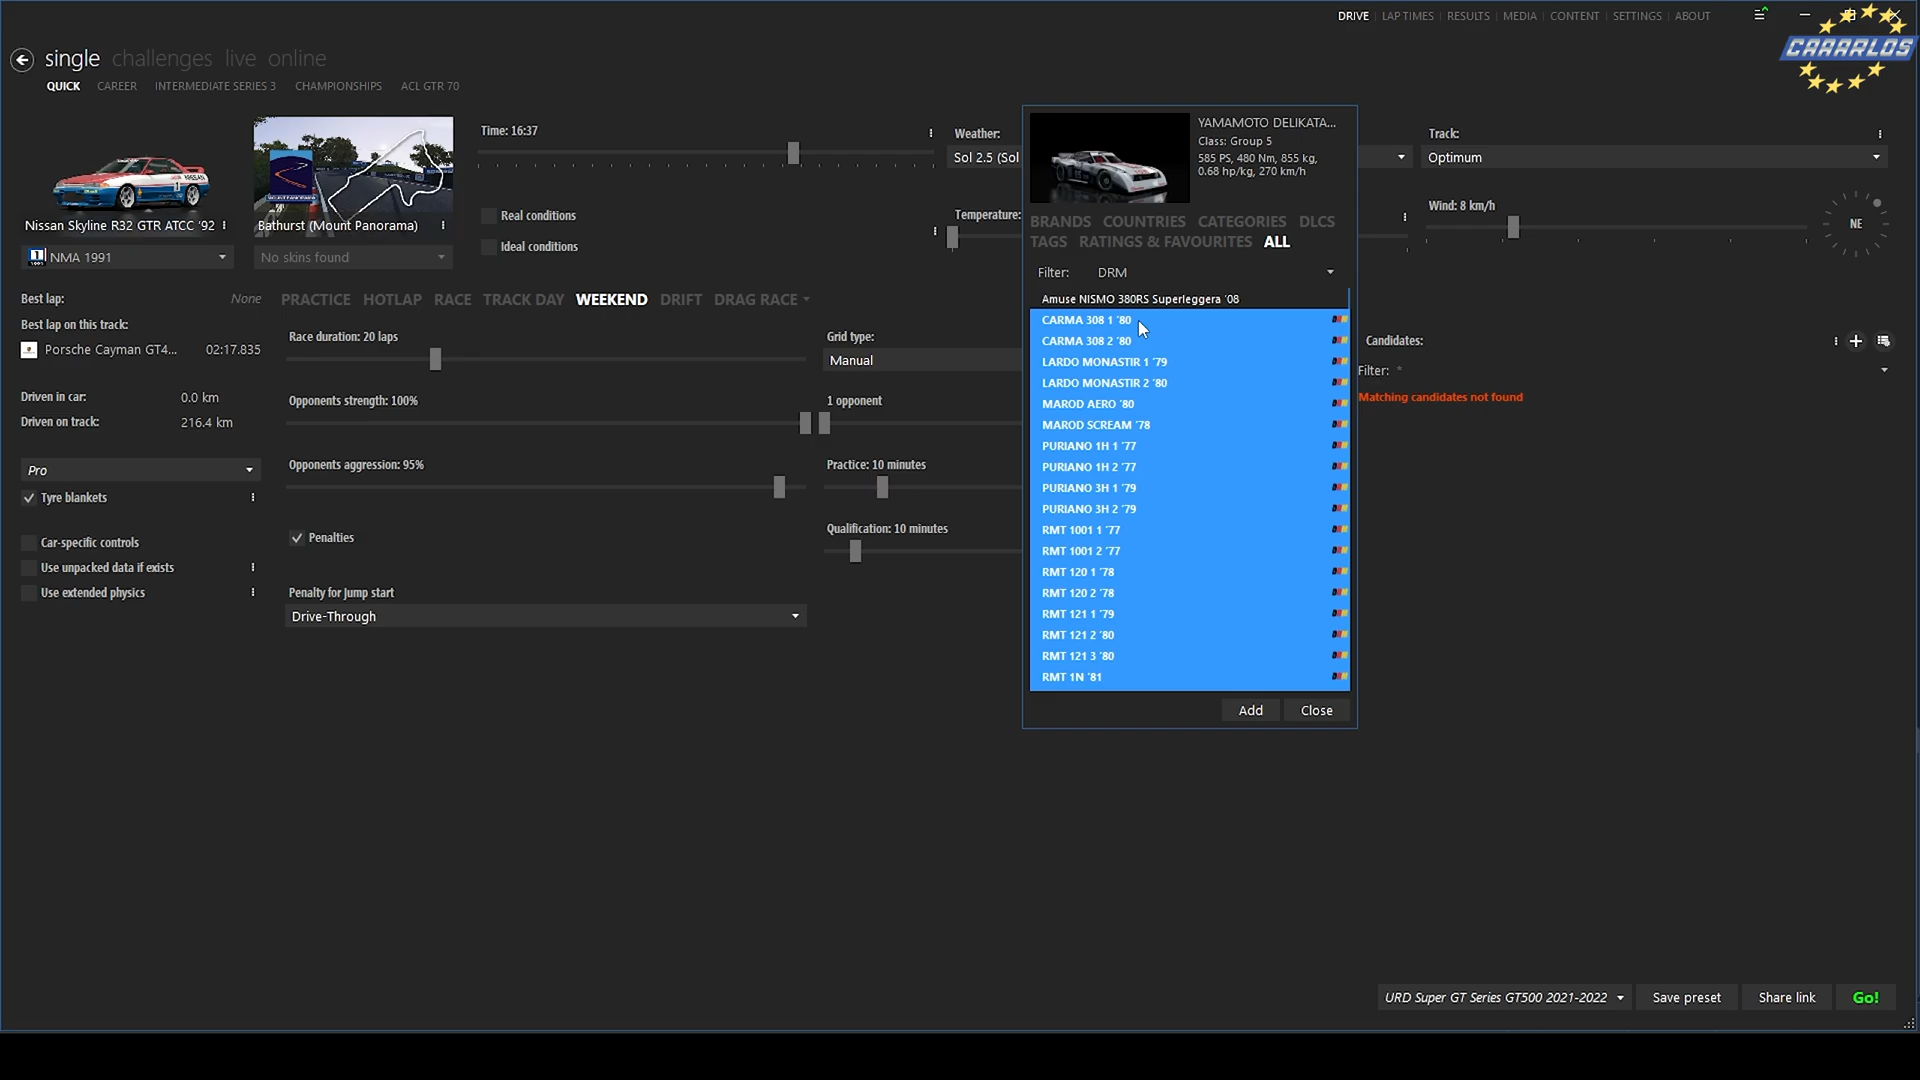 DRIVE | LAP TIMES | RESULTS | MEDIA | CONTENT | SETTINGS | ABOUT
CAAARLOS
single challenges live online
QUICK CAREER INTERMEDIATE SERIES 3 CHAMPIONSHIPS ACL GTR 70
Nissan Skyline R32 GTR ATCC '92
MOUNT PANORAMA
Bathurst (Mount Panorama)
NMA 1991
No skins found
Time: 16:37
Real conditions
Ideal conditions
Weather:
Sol 2.5 (Sol
Temperature:
Track:
Optimum
Wind: 8 km/h
NE
Best lap: None
Best lap on this track:
Porsche Cayman GT4... 02:17.835
Driven in car: 0.0 km
Driven on track: 216.4 km
Pro
Tyre blankets
Car-specific controls
Use unpacked data if exists
Use extended physics
PRACTICE HOTLAP RACE TRACK DAY WEEKEND DRIFT DRAG RACE
Race duration: 20 laps
Opponents strength: 100%
Opponents aggression: 95%
Penalties
Penalty for jump start
Drive-Through
Grid type:
Manual
1 opponent
Practice: 10 minutes
Qualification: 10 minutes
YAMAMOTO DELIKATA...
Class: Group 5
585 PS, 480 Nm, 855 kg,
0.68 hp/kg, 270 km/h
BRANDS COUNTRIES CATEGORIES DLCS
TAGS RATINGS & FAVOURITES ALL
Filter: DRM
Amuse NISMO 380RS Superleggera '08
CARMA 308 1 '80
CARMA 308 2 '80
LARDO MONASTIR 1 '79
LARDO MONASTIR 2 '80
MAROD AERO '80
MAROD SCREAM '78
PURIANO 1H 1 '77
PURIANO 1H 2 '77
PURIANO 3H 1 '79
PURIANO 3H 2 '79
RMT 1001 1 '77
RMT 1001 2 '77
RMT 120 1 '78
RMT 120 2 '78
RMT 121 1 '79
RMT 121 2 '80
RMT 121 3 '80
RMT 1N '81
Add Close
Candidates:
Filter: *
Matching candidates not found
URD Super GT Series GT500 2021-2022
Save preset
Share link
Go!